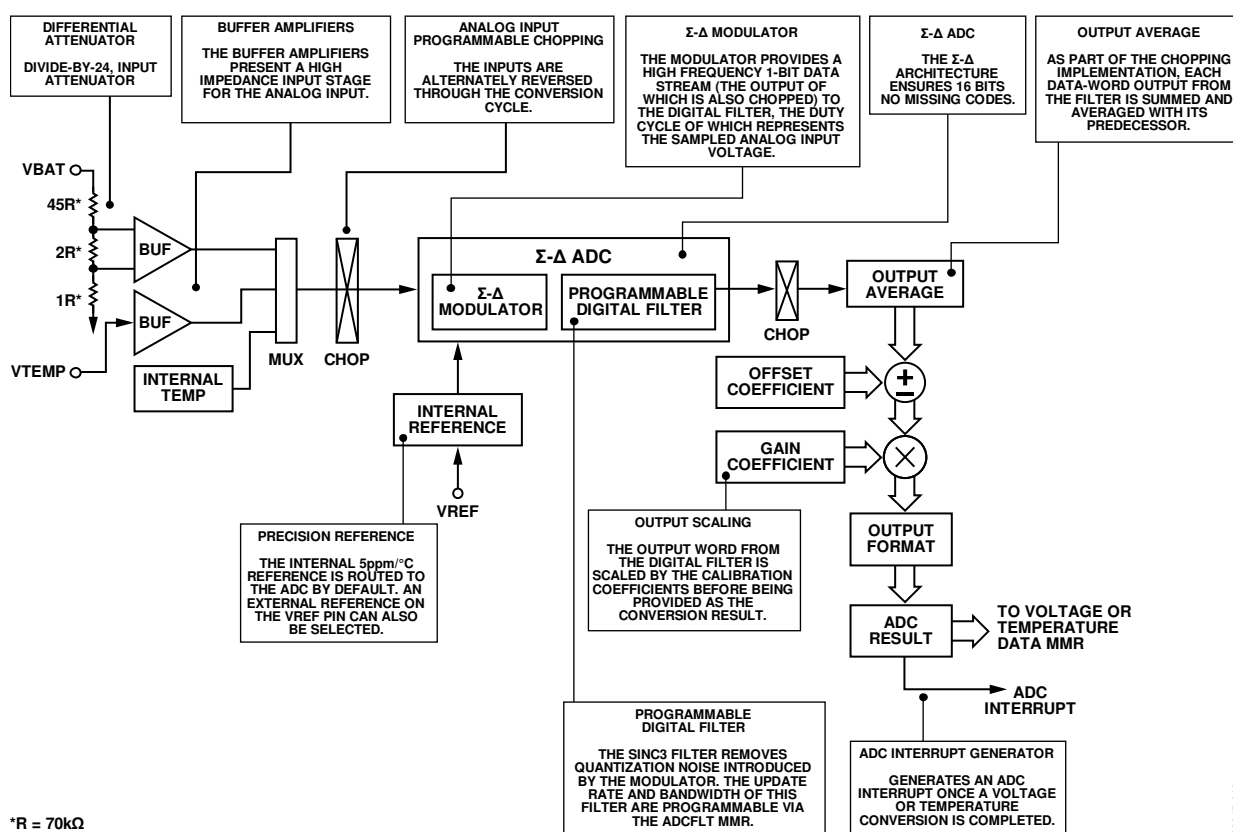 DIFFERENTIAL
ATTENUATOR
DIVIDE-BY-24, INPUT
ATTENUATOR
BUFFER AMPLIFIERS
THE BUFFER AMPLIFIERS
PRESENT A HIGH
IMPEDANCE INPUT STAGE
FOR THE ANALOG INPUT.
ANALOG INPUT
PROGRAMMABLE CHOPPING
THE INPUTS ARE
ALTERNATELY REVERSED
THROUGH THE CONVERSION
CYCLE.
Σ-Δ MODULATOR
THE MODULATOR PROVIDES A
HIGH FREQUENCY 1-BIT DATA
STREAM (THE OUTPUT OF
WHICH IS ALSO CHOPPED) TO
THE DIGITAL FILTER, THE DUTY
CYCLE OF WHICH REPRESENTS
THE SAMPLED ANALOG INPUT
VOLTAGE.
Σ-Δ ADC
THE Σ-Δ
ARCHITECTURE
ENSURES 16 BITS
NO MISSING CODES.
OUTPUT AVERAGE
AS PART OF THE CHOPPING
IMPLEMENTATION, EACH
DATA-WORD OUTPUT FROM
THE FILTER IS SUMMED AND
AVERAGED WITH ITS
PREDECESSOR.
VBAT
45R*
2R*
1R*
BUF
BUF
VTEMP
INTERNAL
TEMP
MUX
CHOP
Σ-Δ ADC
Σ-Δ
MODULATOR
PROGRAMMABLE
DIGITAL FILTER
CHOP
OUTPUT
AVERAGE
INTERNAL
REFERENCE
VREF
OFFSET
COEFFICIENT
GAIN
COEFFICIENT
OUTPUT
FORMAT
ADC
RESULT
TO VOLTAGE OR
TEMPERATURE
DATA MMR
ADC
INTERRUPT
PRECISION REFERENCE
THE INTERNAL 5ppm/°C
REFERENCE IS ROUTED TO
THE ADC BY DEFAULT. AN
EXTERNAL REFERENCE ON
THE VREF PIN CAN ALSO
BE SELECTED.
OUTPUT SCALING
THE OUTPUT WORD FROM
THE DIGITAL FILTER IS
SCALED BY THE CALIBRATION
COEFFICIENTS BEFORE BEING
PROVIDED AS THE
CONVERSION RESULT.
PROGRAMMABLE
DIGITAL FILTER
THE SINC3 FILTER REMOVES
QUANTIZATION NOISE INTRODUCED
BY THE MODULATOR. THE UPDATE
RATE AND BANDWIDTH OF THIS
FILTER ARE PROGRAMMABLE VIA
THE ADCFLT MMR.
ADC INTERRUPT GENERATOR
GENERATES AN ADC
INTERRUPT ONCE A VOLTAGE
OR TEMPERATURE
CONVERSION IS COMPLETED.
*R = 70kΩ